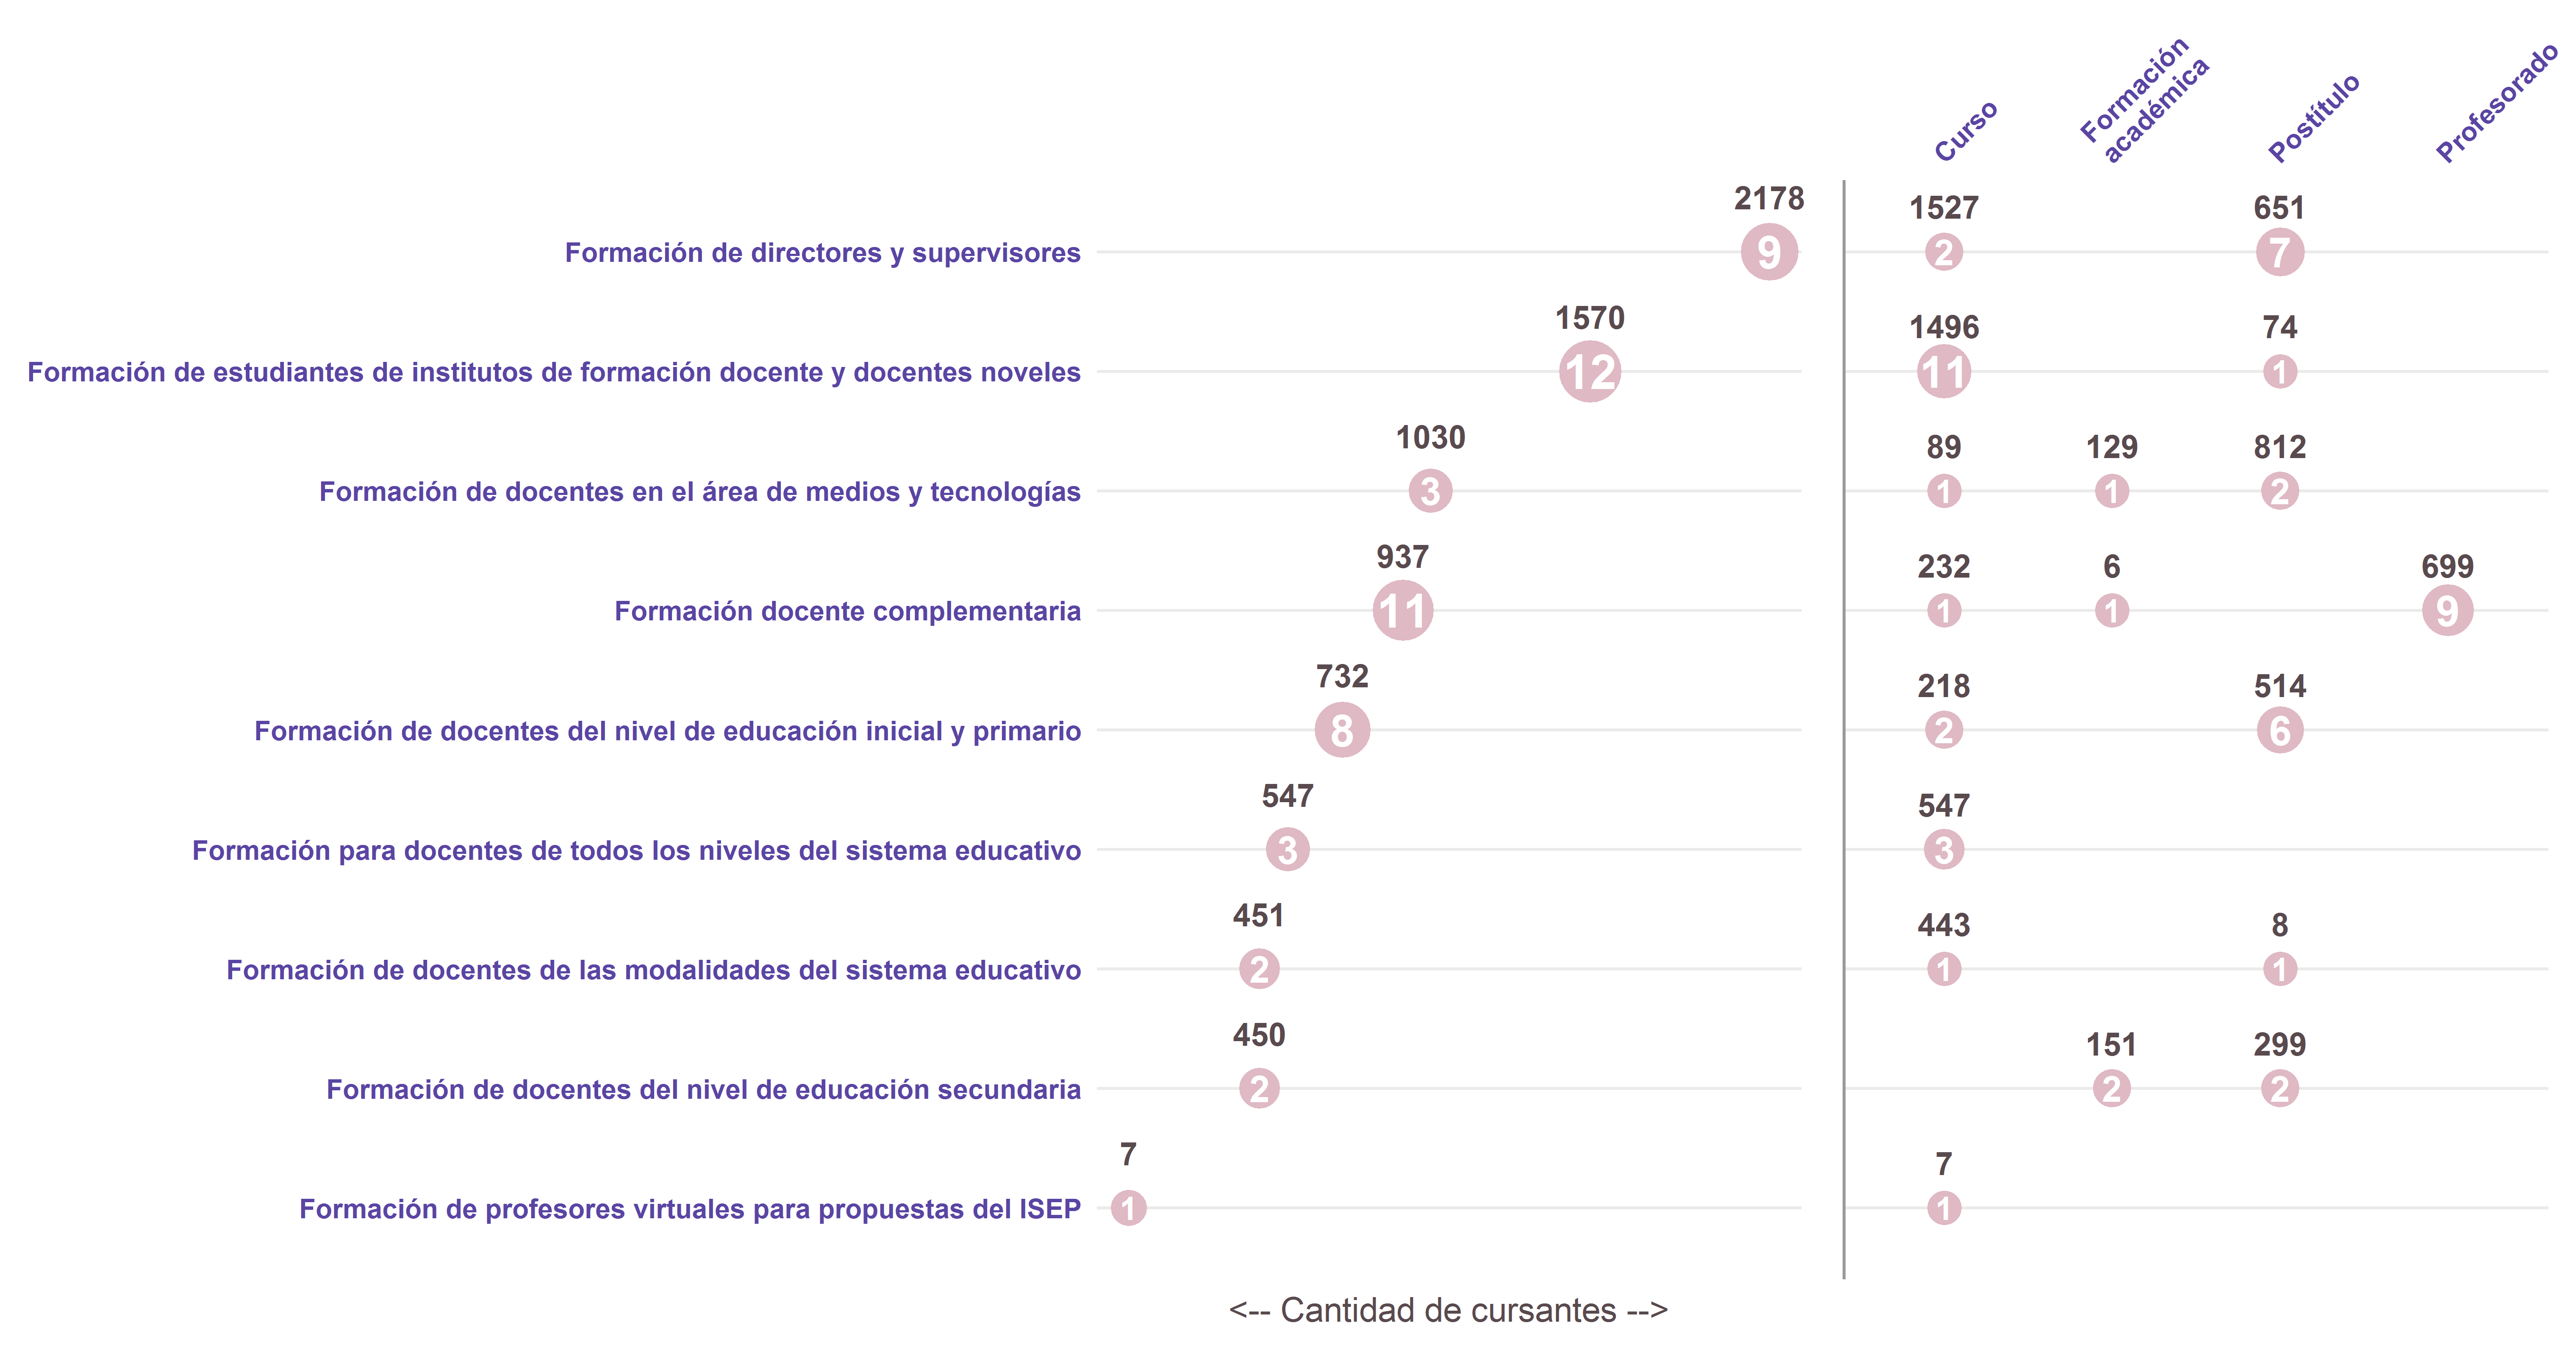 Curso
Formación
académica
Postítulo
Profesorado
2178 1527 651
Formación de directores y supervisores 9 2 7
1570 1496 74
Formación de estudiantes de institutos de formación docente y docentes noveles 12 11 1
1030 89 129 812
Formación de docentes en el área de medios y tecnologías 3 1 1 2
937 232 6 699
Formación docente complementaria 11 1 1 9
732 218 514
Formación de docentes del nivel de educación inicial y primario 8 2 6
547 547
Formación para docentes de todos los niveles del sistema educativo 3 3
451 443 8
Formación de docentes de las modalidades del sistema educativo 2 1 1
450 151 299
Formación de docentes del nivel de educación secundaria 2 2 2
7 7
Formación de profesores virtuales para propuestas del ISEP 1 1
<-- Cantidad de cursantes -->